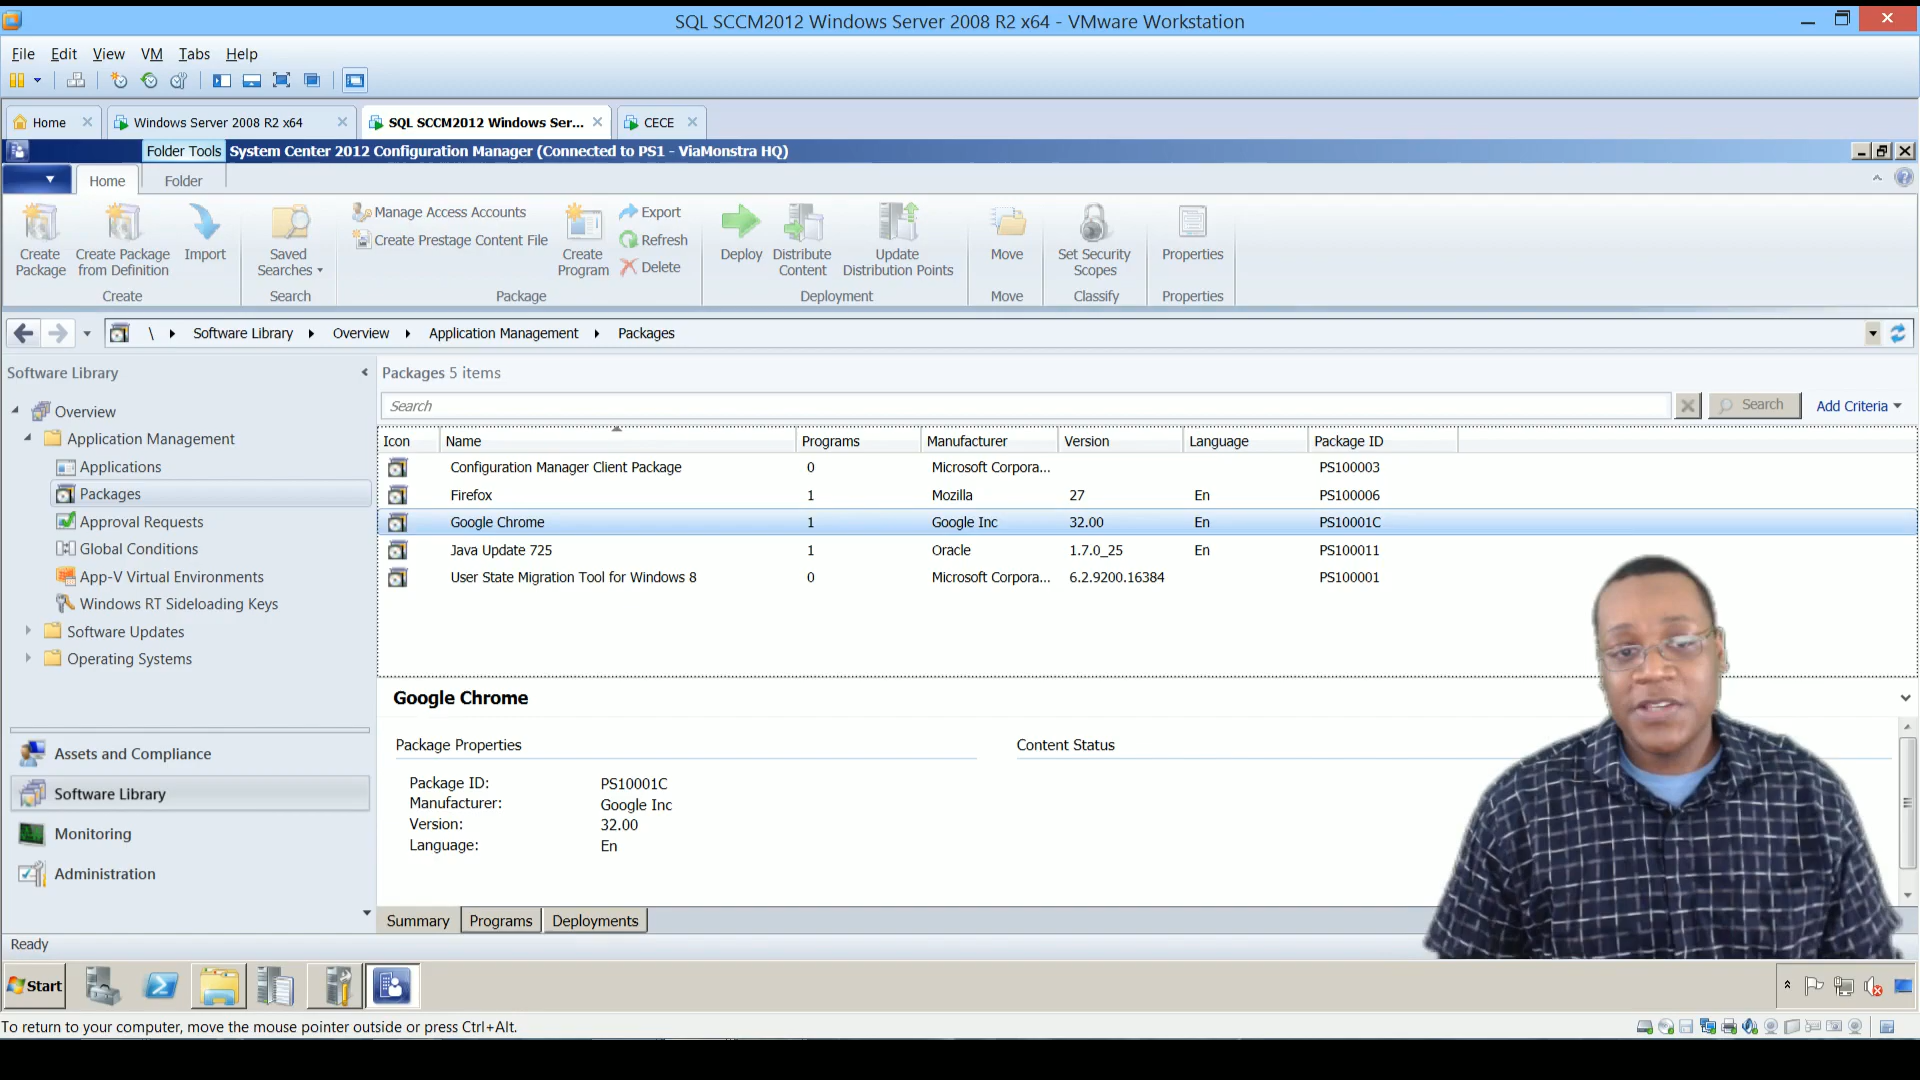 SQL SCCM2012 Windows Server 2008 R2 x64 - VMware Workstation
File Edit View VM Tabs Help
Home Windows Server 2008 R2 x64 SQL SCCM2012 Windows Ser... CECE
Folder Tools System Center 2012 Configuration Manager (Connected to PS1 - ViaMonstra HQ)
Home Folder
Create Package
Create Package from Definition
Import
Create
Saved Searches
Search
Manage Access Accounts
Create Prestage Content File
Create Program
Export
Refresh
Delete
Package
Deploy
Distribute Content
Update Distribution Points
Deployment
Move
Move
Set Security Scopes
Classify
Properties
Properties
\ Software Library Overview Application Management Packages
Software Library
Overview
Application Management
Applications
Packages
Approval Requests
Global Conditions
App-V Virtual Environments
Windows RT Sideloading Keys
Software Updates
Operating Systems
Assets and Compliance
Software Library
Monitoring
Administration
Packages 5 items
Search Search Add Criteria
Icon Name Programs Manufacturer Version Language Package ID
Configuration Manager Client Package 0 Microsoft Corpora... PS100003
Firefox 1 Mozilla 27 En PS100006
Google Chrome 1 Google Inc 32.00 En PS10001C
Java Update 725 1 Oracle 1.7.0_25 En PS100011
User State Migration Tool for Windows 8 0 Microsoft Corpora... 6.2.9200.16384 PS100001
Google Chrome
Package Properties Content Status
Package ID: PS10001C
Manufacturer: Google Inc
Version: 32.00
Language: En
Summary Programs Deployments
Ready
Start
To return to your computer, move the mouse pointer outside or press Ctrl+Alt.